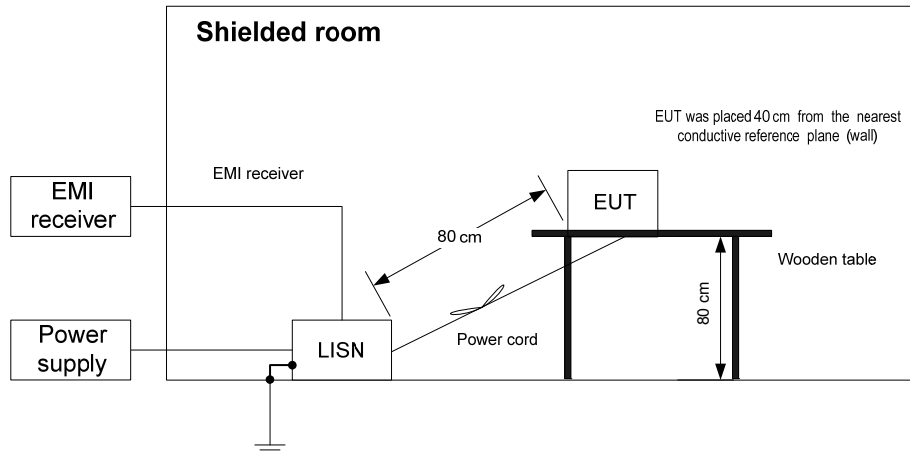 Shielded room
EUT was placed 40 cm from the nearest
conductive reference plane (wall)
EMI receiver
EMI
receiver
EUT
80 cm
Wooden table
80 cm
Power
supply
LISN
Power cord